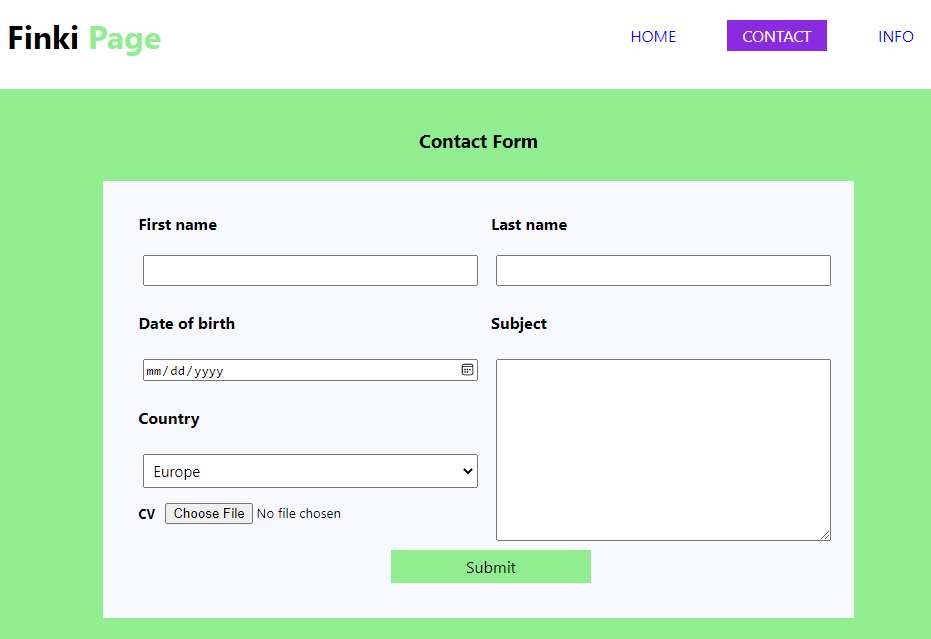 Finki Page
HOME CONTACT INFO
Contact Form
First name Last name
Date of birth Subject
mm/dd/yyyy
Country
Europe
CV Choose File No file chosen
Submit